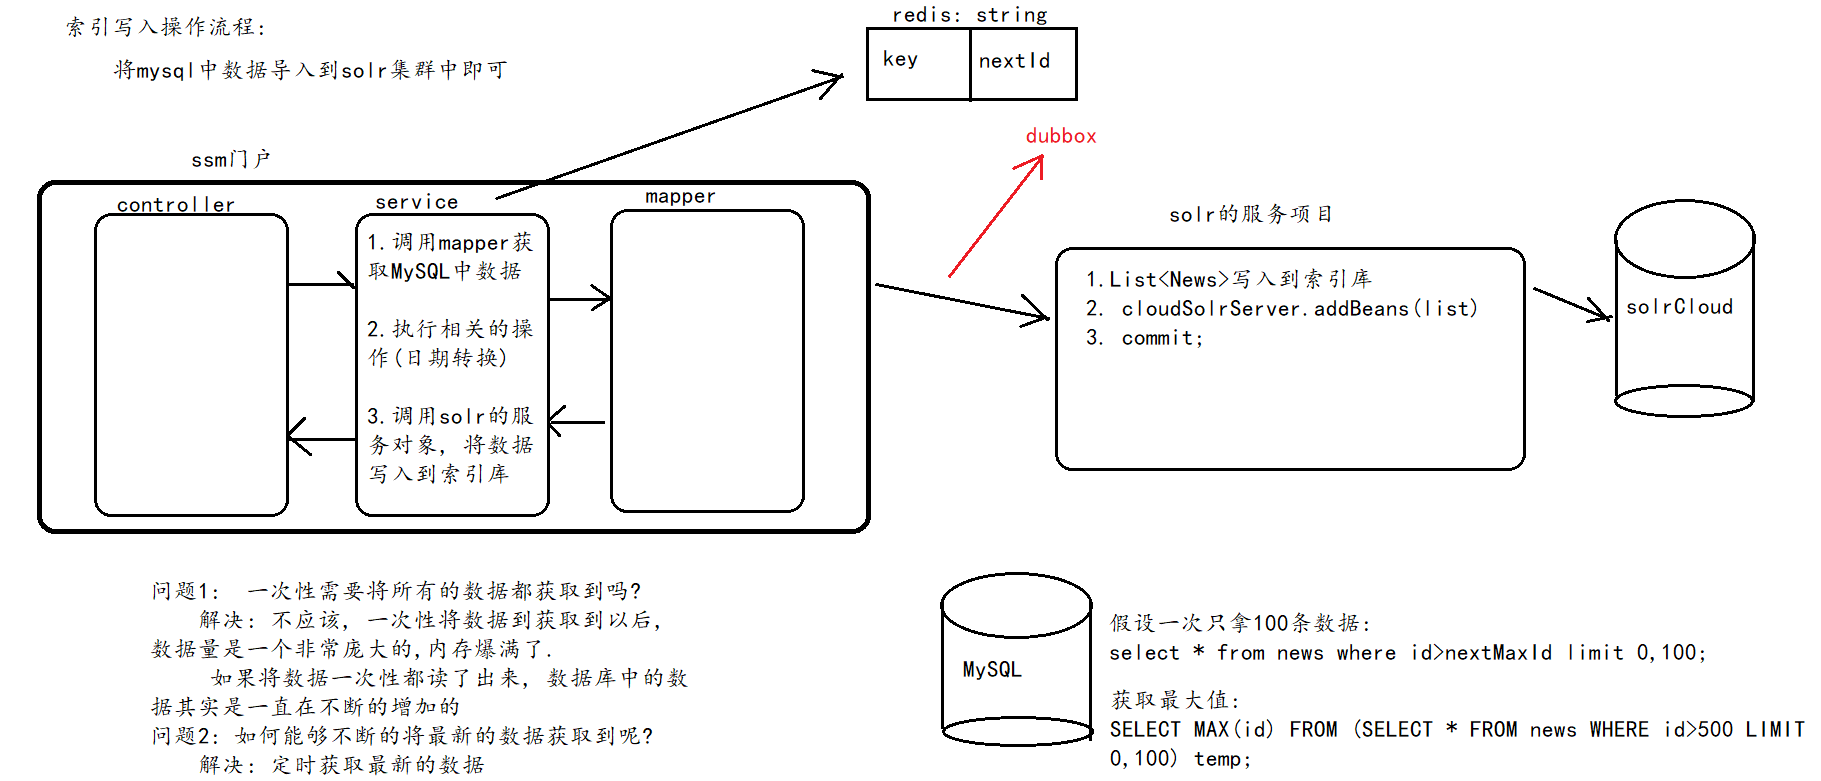 索引写入操作流程:
将mysql中数据导入到solr集群中即可
redis: string
key
nextId
dubbox
ssm门户
controller
service
mapper
1.调用mapper获
取MySQL中数据
2.执行相关的操
作(日期转换)
3.调用solr的服
务对象, 将数据
写入到索引库
solr的服务项目
1.List<News>写入到索引库
2. cloudSolrServer.addBeans(list)
3. commit;
solrCloud
问题1: 一次性需要将所有的数据都获取到吗?
解决: 不应该, 一次性将数据到获取到以后,
数据量是一个非常庞大的,内存爆满了.
如果将数据一次性都读了出来, 数据库中的数
据其实是一直在不断的增加的
问题2: 如何能够不断的将最新的数据获取到呢?
解决: 定时获取最新的数据
MySQL
假设一次只拿100条数据:
select * from news where id>nextMaxId limit 0,100;
获取最大值:
SELECT MAX(id) FROM (SELECT * FROM news WHERE id>500 LIMIT
0,100) temp;